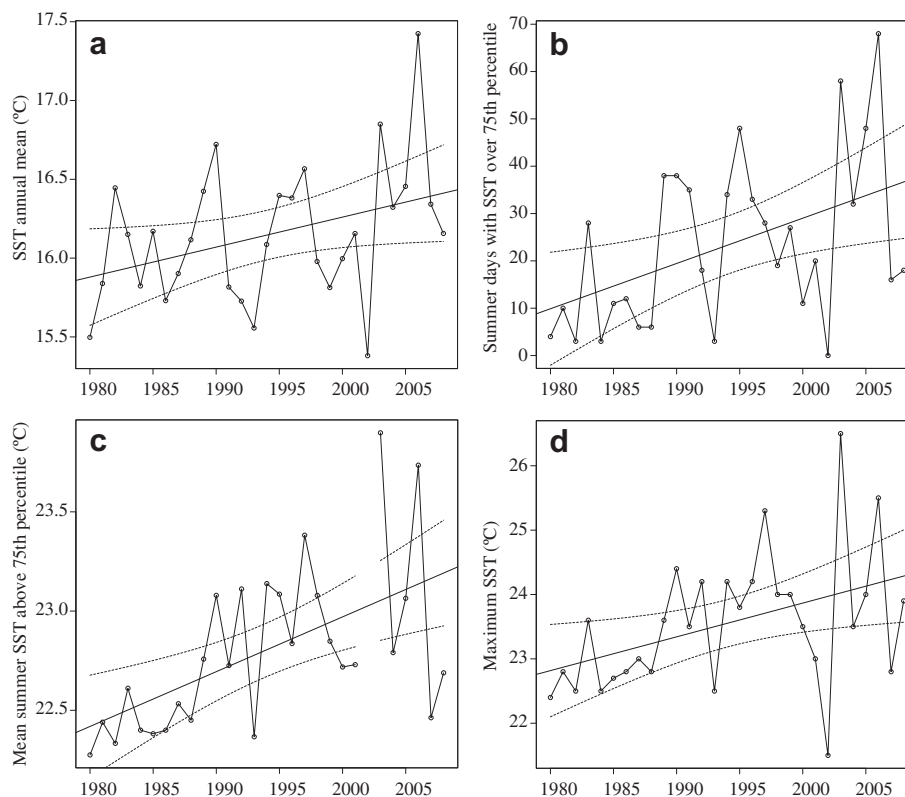 a
SST annual mean (ºC)
17.5
17.0
16.5
16.0
15.5
1980 1985 1990 1995 2000 2005
b
Summer days with SST over 75th percentile
70
60
50
40
30
20
10
0
1980 1985 1990 1995 2000 2005
c
Mean summer SST above 75th percentile (ºC)
23.5
23.0
22.5
1980 1985 1990 1995 2000 2005
d
Maximum SST (ºC)
26
25
24
23
22
1980 1985 1990 1995 2000 2005